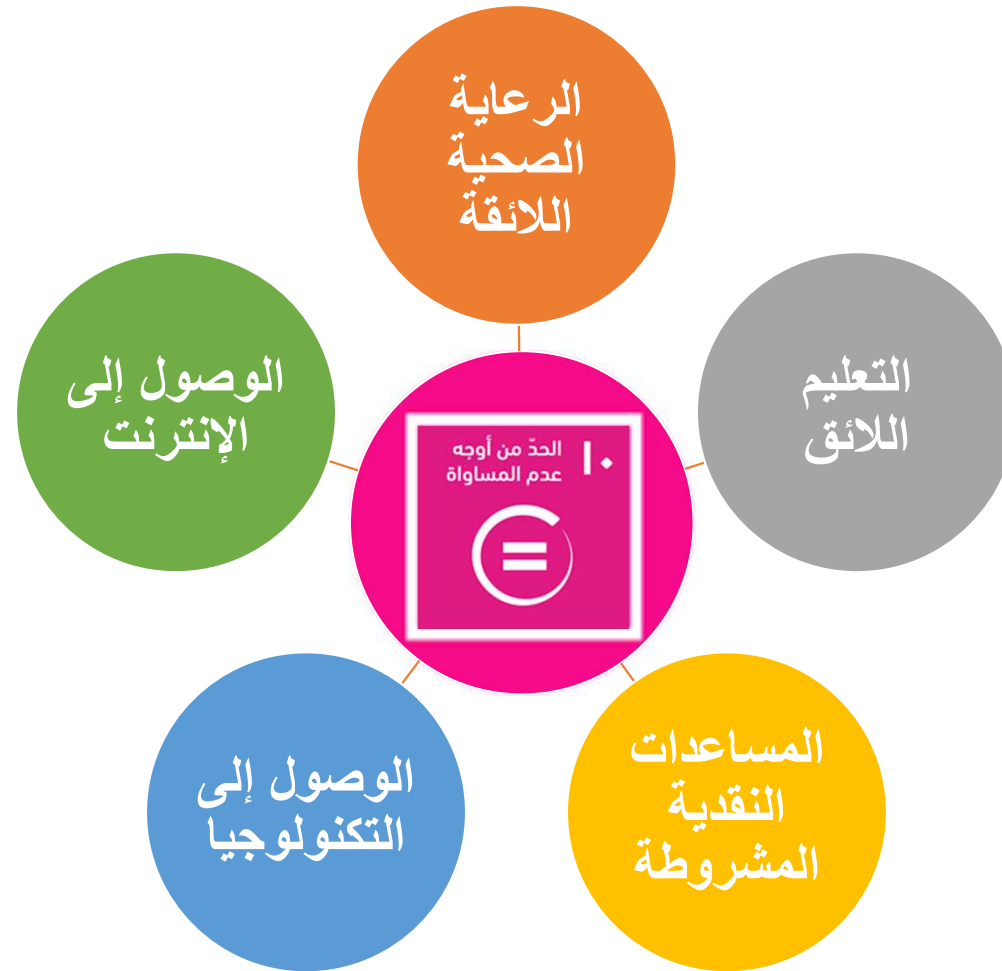 الرعاية
الصحية
اللائقة
التعليم
اللائق
المساعدات
النقدية
المشروطة
الوصول إلى
التكنولوجيا
الوصول إلى
الإنترنت
١٠
الحدّ من أوجه
عدم المساواة